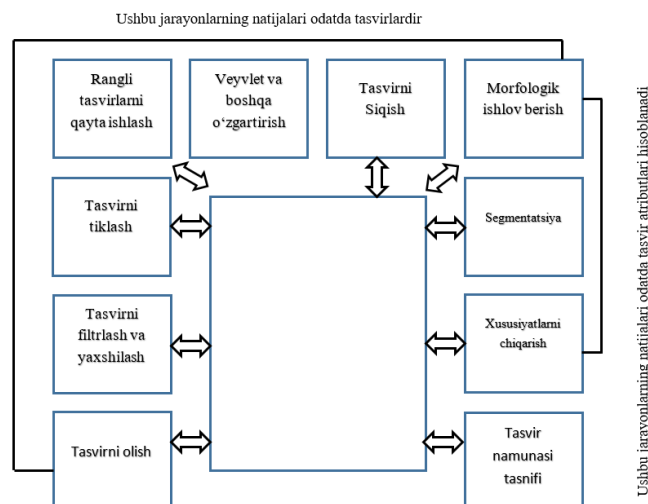 Ushbu jarayonlarning natijalari odatda tasvirlardir
Rangli
tasvirlarni
qayta ishlash
Veyvlet va
boshqa
o‘zgartirish
Tasvirni
Siqish
Morfologik
ishlov berish
Tasvirni
tiklash
Segmentatsiya
Tasvirni
filtrlash va
yaxshilash
Xususiyatlarni
chiqarish
Tasvirni olish
Tasvir
namunasi
tasnifi
Ushbu jarayonlarning natijalari odatda tasvir atributlari hisoblanadi